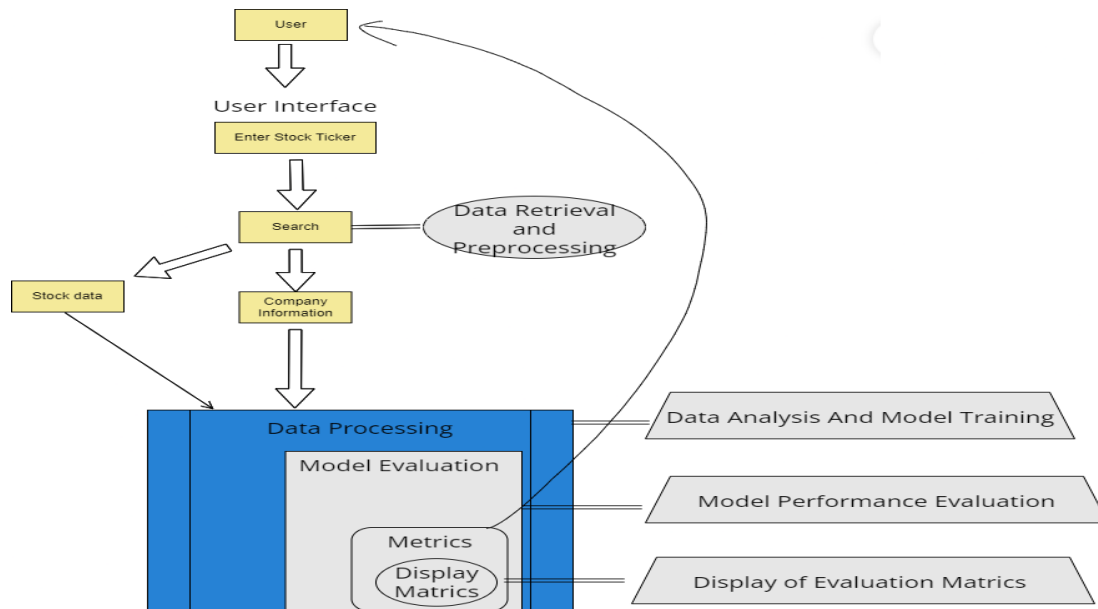 User
User Interface
Enter Stock Ticker
Search
Data Retrieval
and
Preprocessing
Stock data
Company
Information
Data Processing
Data Analysis And Model Training
Model Evaluation
Model Performance Evaluation
Metrics
Display
Matrics
Display of Evaluation Matrics